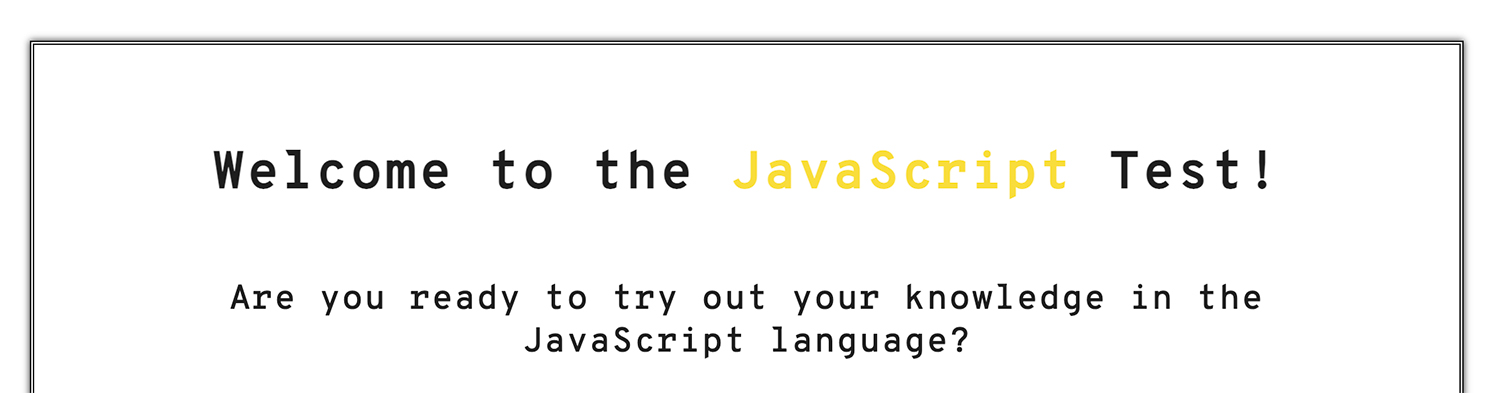 Welcome to the JavaScript Test!
Are you ready to try out your knowledge in the
JavaScript language?